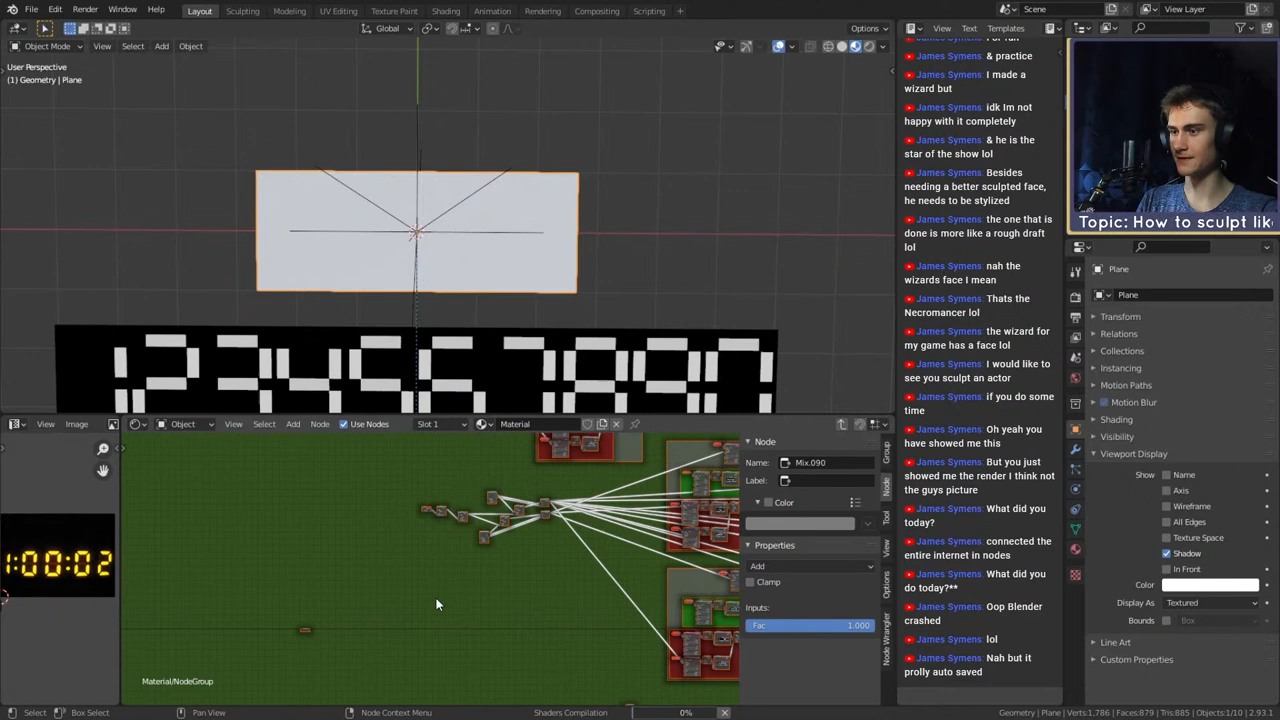 File Edit Render Window Help
Layout Sculpting Modeling UV Editing Texture Paint Shading Animation Rendering Compositing Scripting +
Scene
View Layer
Global
Options
View Text Templates
Object Mode View Select Add Object
User Perspective
(1) Geometry | Plane
1234567890
View Image
Object View Select Add Node Use Nodes Slot 1 Material
1:00:02
Material/NodeGroup
Node
Name: Mix.090
Label:
Color
Properties
Add
Clamp
Inputs:
Fac 1.000
Group
Node
Tool
View
Options
Node Wrangler
James Symens: For fun
& practice
James Symens: I made a
wizard but
James Symens: idk Im not
happy with it completely
James Symens: & he is the
star of the show lol
James Symens: Besides
needing a better sculpted face,
he needs to be stylized
James Symens: the one that is
done is more like a rough draft
lol
James Symens: nah the
wizards face I mean
James Symens: Thats the
Necromancer lol
James Symens: the wizard for
my game has a face lol
James Symens: I would like to
see you sculpt an actor
James Symens: if you do some
time
James Symens: Oh yeah you
have showed me this
James Symens: But you just
showed me the render I think not
the guys picture
James Symens: What did you
today?
James Symens: connected the
entire internet in nodes
James Symens: What did you
do today?**
James Symens: Oop Blender
crashed
James Symens: lol
James Symens: Nah but it
prolly auto saved
Topic: How to sculpt lik
Plane
Plane
Transform
Relations
Collections
Instancing
Motion Paths
Motion Blur
Shading
Visibility
Viewport Display
Show Name
Axis
Wireframe
All Edges
Texture Space
Shadow
In Front
Color
Display As Textured
Bounds Box
Line Art
Custom Properties
Select Box Select Pan View Node Context Menu Shaders Compilation 0%
Geometry | Plane | Verts:1,786 | Faces:879 | Tris:885 | Objects:1/10 | 2.93.1